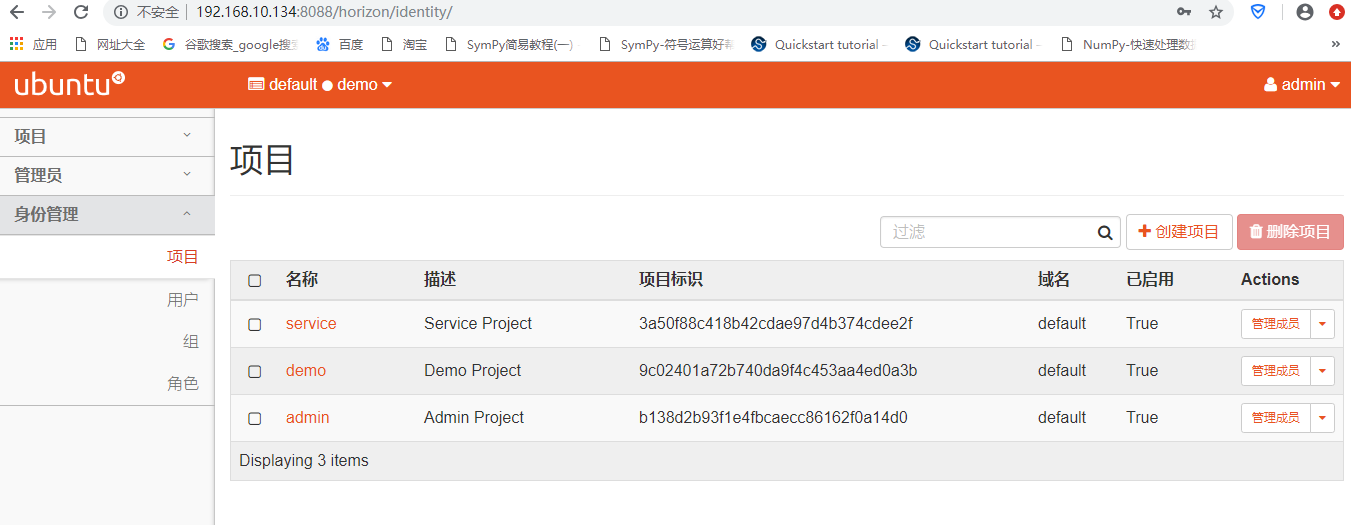 不安全 192.168.10.134:8088/horizon/identity/
应用 网址大全 谷歌搜索_google搜 百度 淘宝 SymPy简易教程(一) SymPy-符号运算好 Quickstart tutorial – Quickstart tutorial – NumPy-快速处理数 »
ubuntu default demo admin
项目
管理员
身份管理
项目
用户
组
角色
项目
过滤 创建项目 删除项目
名称 描述 项目标识 域名 已启用 Actions
service Service Project 3a50f88c418b42cdae97d4b374cdee2f default True 管理成员
demo Demo Project 9c02401a72b740da9f4c453aa4ed0a3b default True 管理成员
admin Admin Project b138d2b93f1e4fbcaecc86162f0a14d0 default True 管理成员
Displaying 3 items